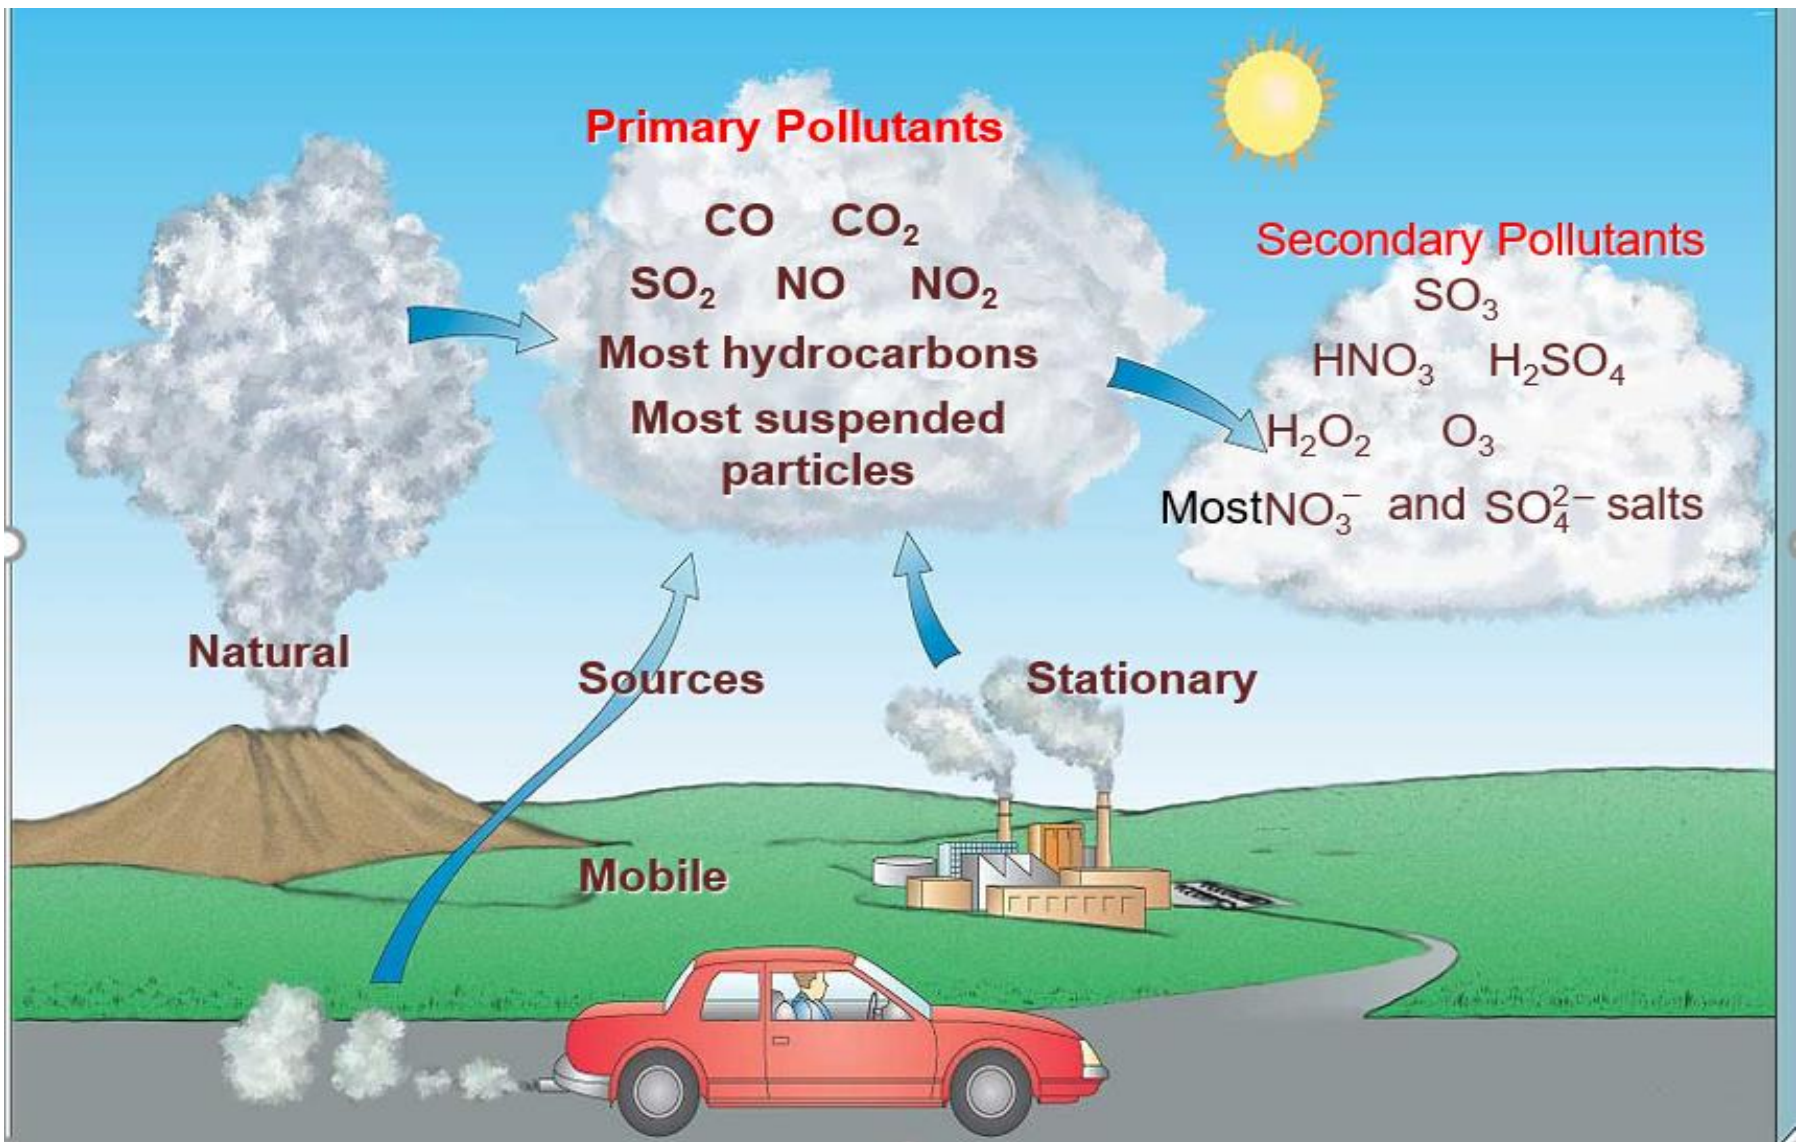 Primary Pollutants
CO CO₂
SO₂ NO NO₂
Most hydrocarbons
Most suspended
particles
Secondary Pollutants
SO₃
HNO₃ H₂SO₄
H₂O₂ O₃
MostNO₃⁻ and SO₄²⁻ salts
Natural
Sources
Stationary
Mobile